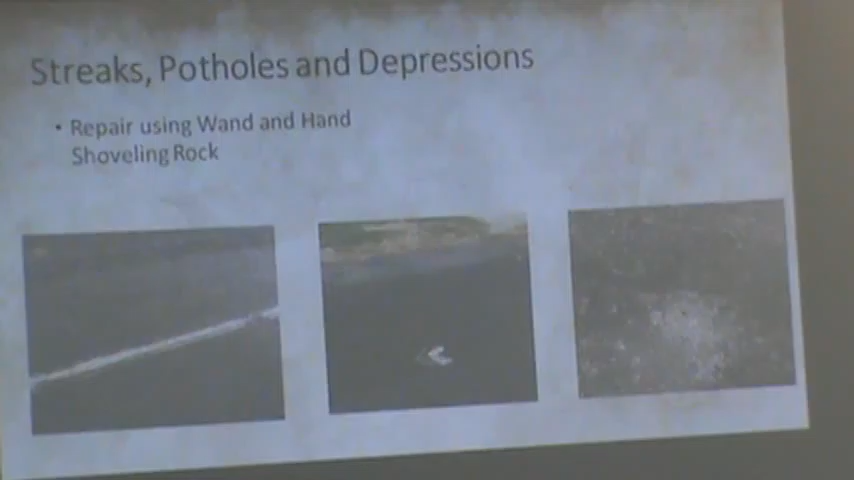 Streaks, Potholes and Depressions
• Repair using Wand and Hand
Shoveling Rock